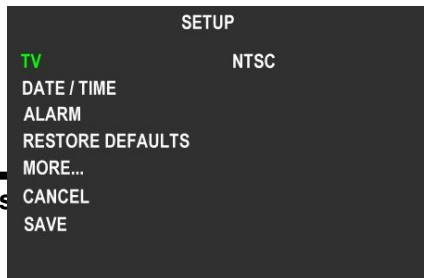 SETUP
TV NTSC
DATE / TIME
ALARM
RESTORE DEFAULTS
MORE...
CANCEL
SAVE